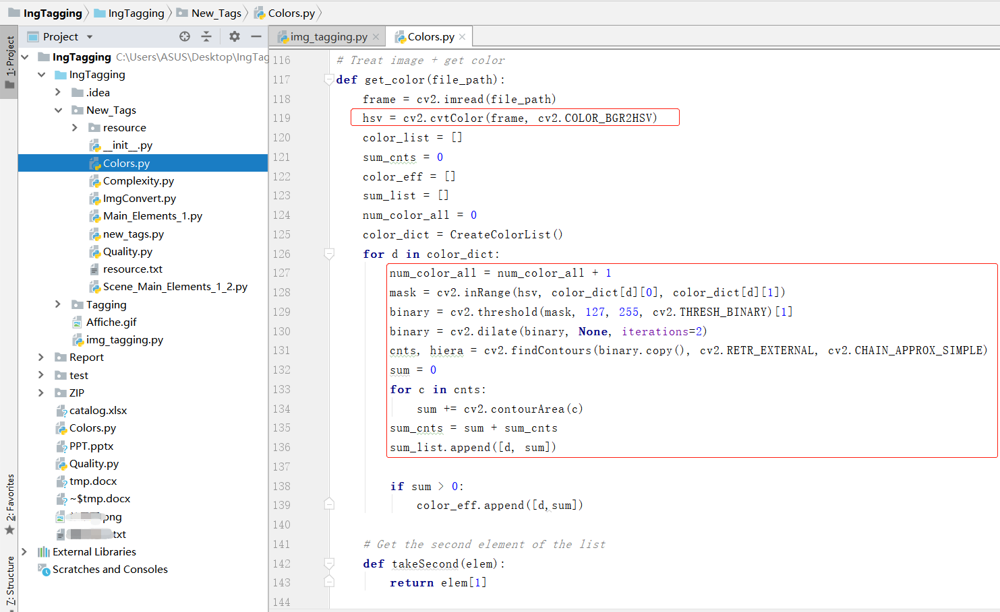 IngTagging IngTagging New_Tags Colors.py
1: Project
Project
img_tagging.py Colors.py
IngTagging C:\Users\ASUS\Desktop\IngTag
IngTagging
.idea
New_Tags
resource
__init__.py
Colors.py
Complexity.py
ImgConvert.py
Main_Elements_1.py
new_tags.py
Quality.py
resource.txt
Scene_Main_Elements_1_2.py
Tagging
Affiche.gif
img_tagging.py
Report
test
ZIP
catalog.xlsx
Colors.py
PPT.pptx
Quality.py
tmp.docx
~$tmp.docx
png
txt
External Libraries
Scratches and Consoles
2: Favorites
7: Structure
116 # Treat image + get color
117 def get_color(file_path):
118 frame = cv2.imread(file_path)
119 hsv = cv2.cvtColor(frame, cv2.COLOR_BGR2HSV)
120 color_list = []
121 sum_cnts = 0
122 color_eff = []
123 sum_list = []
124 num_color_all = 0
125 color_dict = CreateColorList()
126 for d in color_dict:
127 num_color_all = num_color_all + 1
128 mask = cv2.inRange(hsv, color_dict[d][0], color_dict[d][1])
129 binary = cv2.threshold(mask, 127, 255, cv2.THRESH_BINARY)[1]
130 binary = cv2.dilate(binary, None, iterations=2)
131 cnts, hiera = cv2.findContours(binary.copy(), cv2.RETR_EXTERNAL, cv2.CHAIN_APPROX_SIMPLE)
132 sum = 0
133 for c in cnts:
134 sum += cv2.contourArea(c)
135 sum_cnts = sum + sum_cnts
136 sum_list.append([d, sum])
137
138 if sum > 0:
139 color_eff.append([d,sum])
140
141 # Get the second element of the list
142 def takeSecond(elem):
143 return elem[1]
144